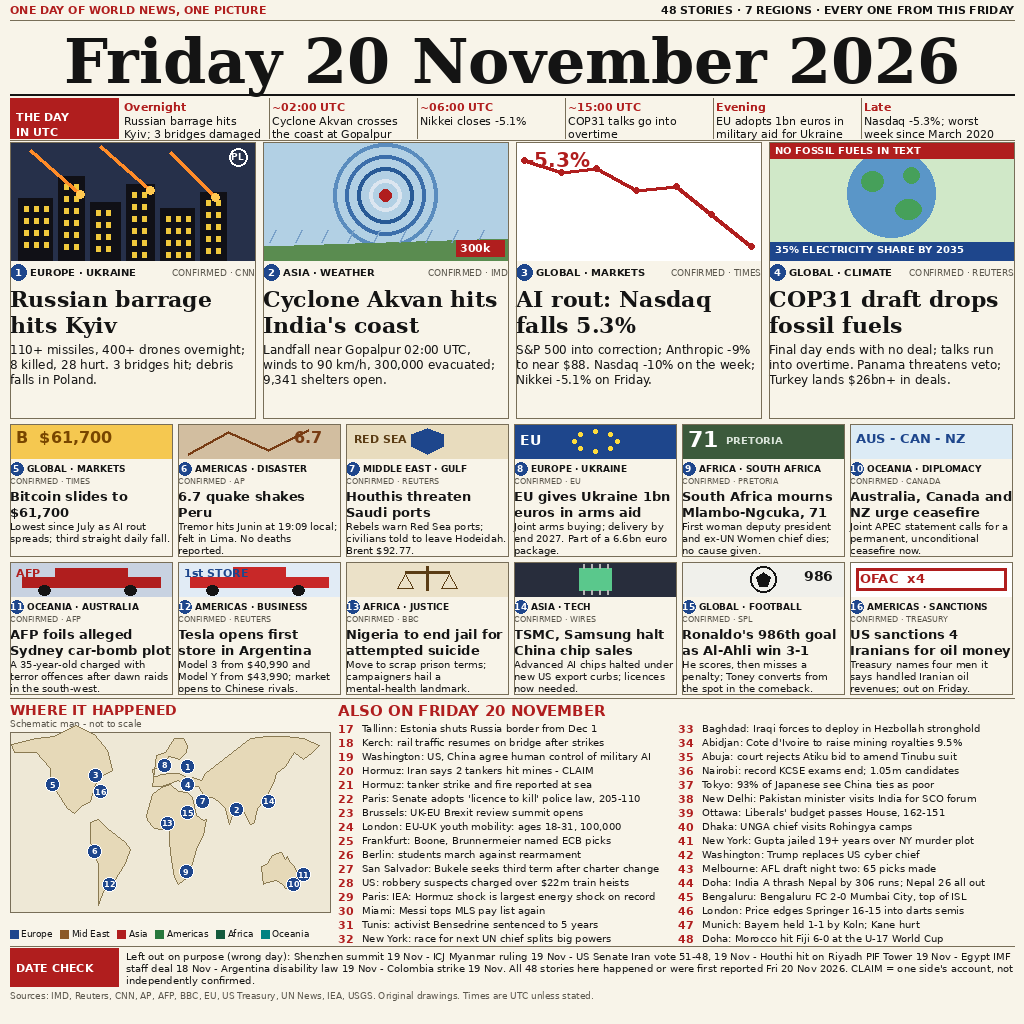 ONE DAY OF WORLD NEWS, ONE PICTURE
48 STORIES · 7 REGIONS · EVERY ONE FROM THIS FRIDAY
Friday 20 November 2026
THE DAY
IN UTC
Overnight
Russian barrage hits
Kyiv; 3 bridges damaged
~02:00 UTC
Cyclone Akvan crosses
the coast at Gopalpur
~06:00 UTC
Nikkei closes -5.1%
~15:00 UTC
COP31 talks go into
overtime
Evening
EU adopts 1bn euros in
military aid for Ukraine
Late
Nasdaq -5.3%; worst
week since March 2020
PL
1 EUROPE · UKRAINE
CONFIRMED · CNN
Russian barrage
hits Kyiv
110+ missiles, 400+ drones overnight;
8 killed, 28 hurt. 3 bridges hit; debris
falls in Poland.
300k
2 ASIA · WEATHER
CONFIRMED · IMD
Cyclone Akvan hits
India's coast
Landfall near Gopalpur 02:00 UTC,
winds to 90 km/h, 300,000 evacuated;
9,341 shelters open.
-5.3%
3 GLOBAL · MARKETS
CONFIRMED · TIMES
AI rout: Nasdaq
falls 5.3%
S&P 500 into correction; Anthropic -9%
to near $88. Nasdaq -10% on the week;
Nikkei -5.1% on Friday.
NO FOSSIL FUELS IN TEXT
35% ELECTRICITY SHARE BY 2035
4 GLOBAL · CLIMATE
CONFIRMED · REUTERS
COP31 draft drops
fossil fuels
Final day ends with no deal; talks run
into overtime. Panama threatens veto;
Turkey lands $26bn+ in deals.
B $61,700
5 GLOBAL · MARKETS
CONFIRMED · TIMES
Bitcoin slides to
$61,700
Lowest since July as AI rout
spreads; third straight daily fall.
6.7
6 AMERICAS · DISASTER
CONFIRMED · AP
6.7 quake shakes
Peru
Tremor hits Junin at 19:09 local;
felt in Lima. No deaths
reported.
RED SEA
7 MIDDLE EAST · GULF
CONFIRMED · REUTERS
Houthis threaten
Saudi ports
Rebels warn Red Sea ports;
civilians told to leave Hodeidah.
Brent $92.77.
EU
8 EUROPE · UKRAINE
CONFIRMED · EU
EU gives Ukraine 1bn
euros in arms aid
Joint arms buying; delivery by
end 2027. Part of a 6.6bn euro
package.
71 PRETORIA
9 AFRICA · SOUTH AFRICA
CONFIRMED · PRETORIA
South Africa mourns
Mlambo-Ngcuka, 71
First woman deputy president
and ex-UN Women chief dies;
no cause given.
AUS - CAN - NZ
10 OCEANIA · DIPLOMACY
CONFIRMED · CANADA
Australia, Canada and
NZ urge ceasefire
Joint APEC statement calls for a
permanent, unconditional
ceasefire now.
AFP
11 OCEANIA · AUSTRALIA
CONFIRMED · AFP
AFP foils alleged
Sydney car-bomb plot
A 35-year-old charged with
terror offences after dawn raids
in the south-west.
1st STORE
12 AMERICAS · BUSINESS
CONFIRMED · REUTERS
Tesla opens first
store in Argentina
Model 3 from $40,990 and
Model Y from $43,990; market
opens to Chinese rivals.
13 AFRICA · JUSTICE
CONFIRMED · BBC
Nigeria to end jail for
attempted suicide
Move to scrap prison terms;
campaigners hail a
mental-health landmark.
14 ASIA · TECH
CONFIRMED · WIRES
TSMC, Samsung halt
China chip sales
Advanced AI chips halted under
new US export curbs; licences
now needed.
986
15 GLOBAL · FOOTBALL
CONFIRMED · SPL
Ronaldo's 986th goal
as Al-Ahli win 3-1
He scores, then misses a
penalty; Toney converts from
the spot in the comeback.
OFAC x4
16 AMERICAS · SANCTIONS
CONFIRMED · TREASURY
US sanctions 4
Iranians for oil money
Treasury names four men it
says handled Iranian oil
revenues; out on Friday.
WHERE IT HAPPENED
Schematic map - not to scale
8
1
3
5
16
4
7
14
2
15
13
6
9
12
11
10
Europe
Mid East
Asia
Americas
Africa
Oceania
ALSO ON FRIDAY 20 NOVEMBER
17 Tallinn: Estonia shuts Russia border from Dec 1
18 Kerch: rail traffic resumes on bridge after strikes
19 Washington: US, China agree human control of military AI
20 Hormuz: Iran says 2 tankers hit mines - CLAIM
21 Hormuz: tanker strike and fire reported at sea
22 Paris: Senate adopts 'licence to kill' police law, 205-110
23 Brussels: UK-EU Brexit review summit opens
24 London: EU-UK youth mobility: ages 18-31, 100,000
25 Frankfurt: Boone, Brunnermeier named ECB picks
26 Berlin: students march against rearmament
27 San Salvador: Bukele seeks third term after charter change
28 US: robbery suspects charged over $22m train heists
29 Paris: IEA: Hormuz shock is largest energy shock on record
30 Miami: Messi tops MLS pay list again
31 Tunis: activist Bensedrine sentenced to 5 years
32 New York: race for next UN chief splits big powers
33 Baghdad: Iraqi forces to deploy in Hezbollah stronghold
34 Abidjan: Cote d'Ivoire to raise mining royalties 9.5%
35 Abuja: court rejects Atiku bid to amend Tinubu suit
36 Nairobi: record KCSE exams end; 1.05m candidates
37 Tokyo: 93% of Japanese see China ties as poor
38 New Delhi: Pakistan minister visits India for SCO forum
39 Ottawa: Liberals' budget passes House, 162-151
40 Dhaka: UNGA chief visits Rohingya camps
41 New York: Gupta jailed 19+ years over NY murder plot
42 Washington: Trump replaces US cyber chief
43 Melbourne: AFL draft night two: 65 picks made
44 Doha: India A thrash Nepal by 306 runs; Nepal 26 all out
45 Bengaluru: Bengaluru FC 2-0 Mumbai City, top of ISL
46 London: Price edges Springer 16-15 into darts semis
47 Munich: Bayern held 1-1 by Koln; Kane hurt
48 Doha: Morocco hit Fiji 6-0 at the U-17 World Cup
DATE CHECK
Left out on purpose (wrong day): Shenzhen summit 19 Nov - ICJ Myanmar ruling 19 Nov - US Senate Iran vote 51-48, 19 Nov - Houthi hit on Riyadh PIF Tower 19 Nov - Egypt IMF
staff deal 18 Nov - Argentina disability law 19 Nov - Colombia strike 19 Nov. All 48 stories here happened or were first reported Fri 20 Nov 2026. CLAIM = one side's account, not
independently confirmed.
Sources: IMD, Reuters, CNN, AP, AFP, BBC, EU, US Treasury, UN News, IEA, USGS. Original drawings. Times are UTC unless stated.